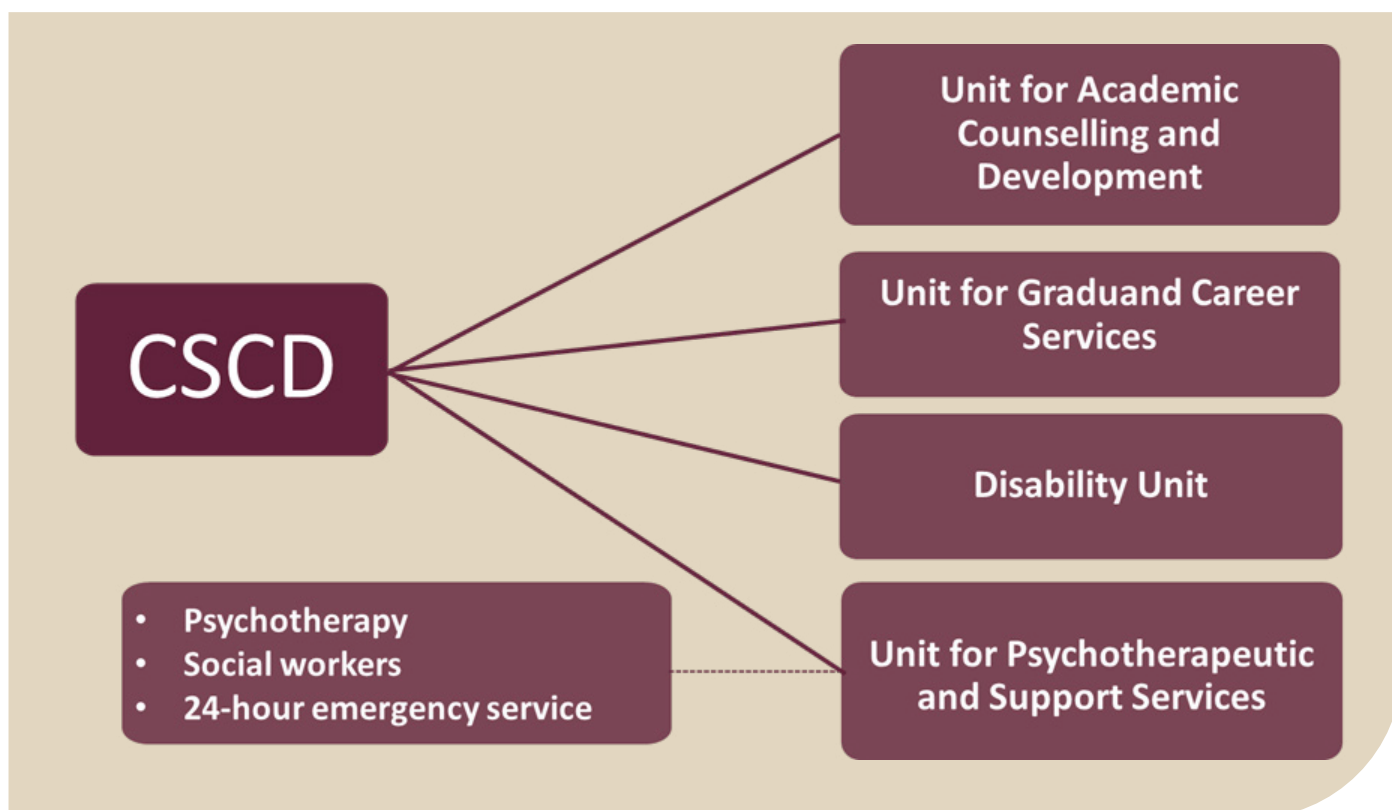 Unit for Academic
Counselling and
Development
Unit for Graduand Career
Services
CSCD
Disability Unit
• Psychotherapy
• Social workers
• 24-hour emergency service
Unit for Psychotherapeutic
and Support Services